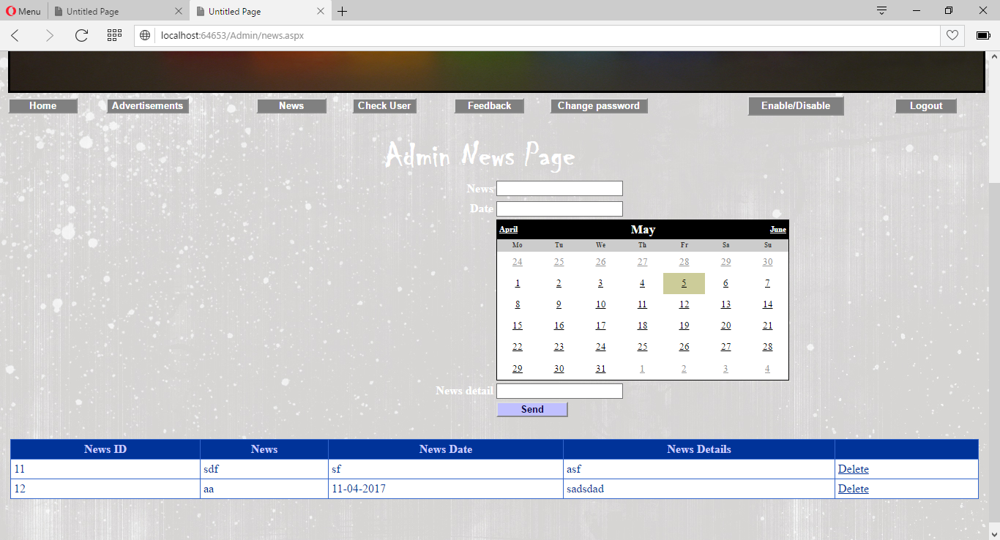 Menu Untitled Page Untitled Page
localhost:64653/Admin/news.aspx
Home Advertisements News Check User Feedback Change password Enable/Disable Logout
Admin News Page
News
Date
April May June
Mo Tu We Th Fr Sa Su
24 25 26 27 28 29 30
1 2 3 4 5 6 7
8 9 10 11 12 13 14
15 16 17 18 19 20 21
22 23 24 25 26 27 28
29 30 31 1 2 3 4
News detail
Send
News ID News News Date News Details
11 sdf sf asf Delete
12 aa 11-04-2017 sadsdad Delete